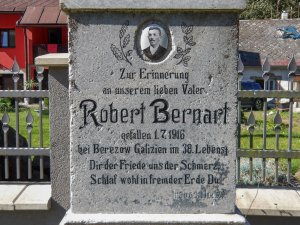 Zur Erinnerung
an unserem lieben Vater
Robert Bernart
gefallen 1.7.1916
bei Berezow Galizien im 38. Lebensj.
Dir der Friede uns der Schmerz
Schlaf wohl in fremder Erde Du